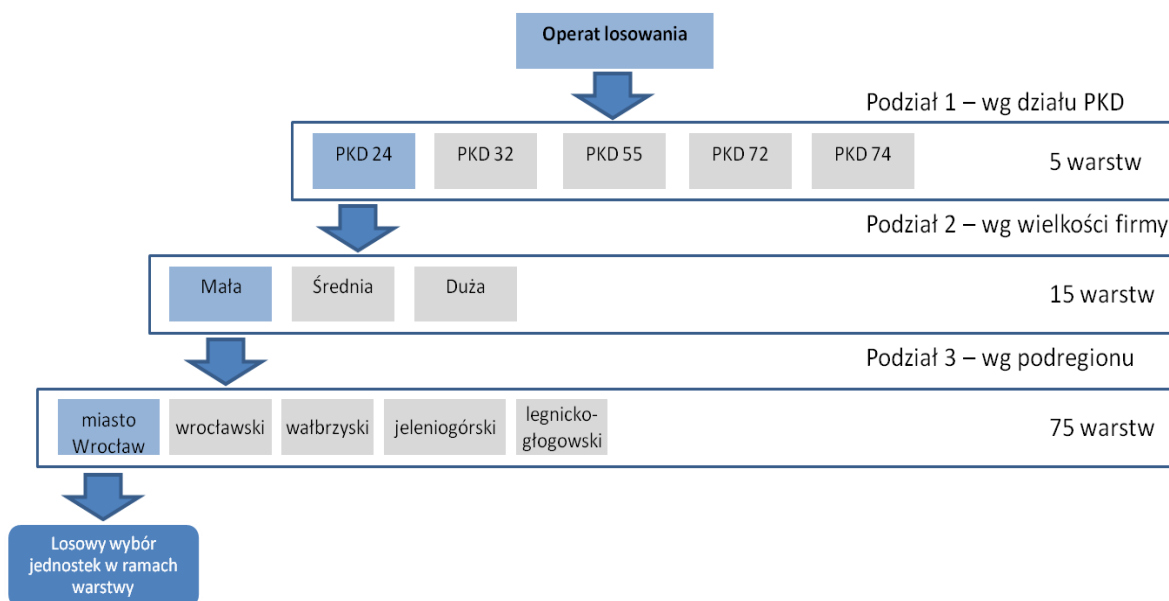 Operat losowania
Podział 1 – wg działu PKD
PKD 24
PKD 32
PKD 55
PKD 72
PKD 74
5 warstw
Podział 2 – wg wielkości firmy
Mała
Średnia
Duża
15 warstw
Podział 3 – wg podregionu
miasto
Wrocław
wrocławski
wałbrzyski
jeleniogórski
legnicko-
głogowski
75 warstw
Losowy wybór
jednostek w ramach
warstwy